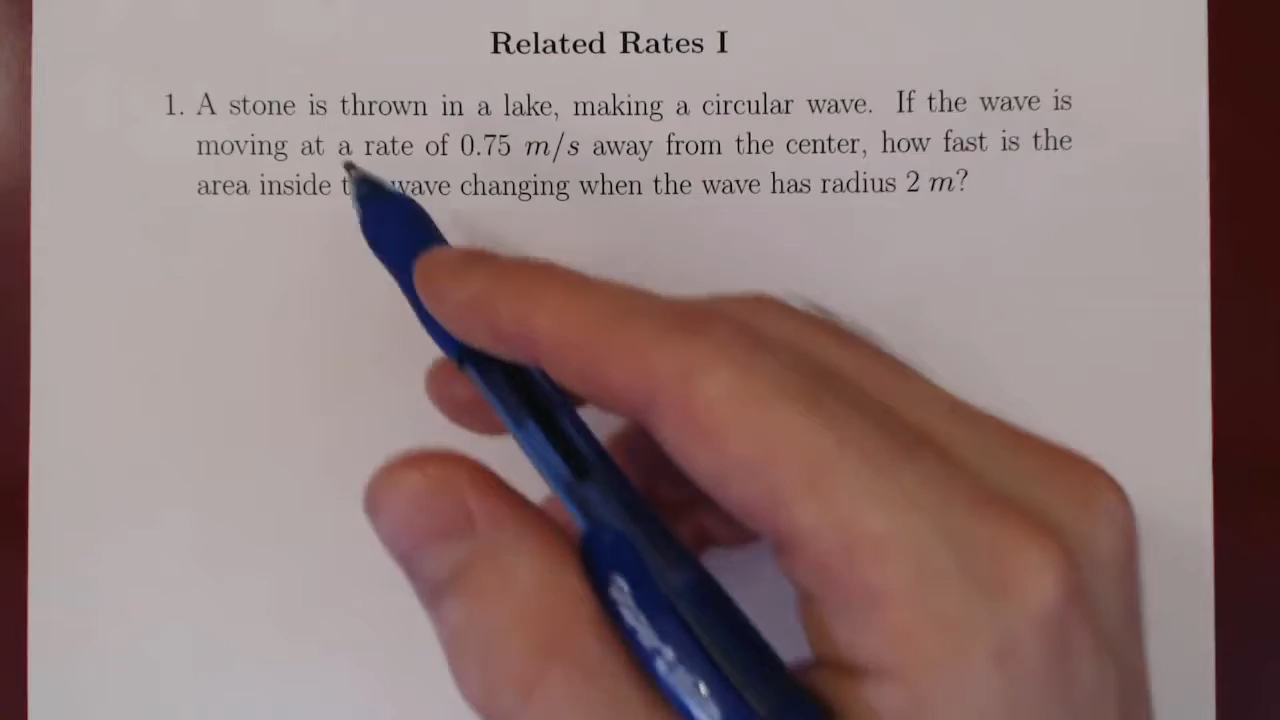 Related Rates I
1. A stone is thrown in a lake, making a circular wave. If the wave is
moving at a rate of 0.75 m/s away from the center, how fast is the
area inside wave changing when the wave has radius 2 m?